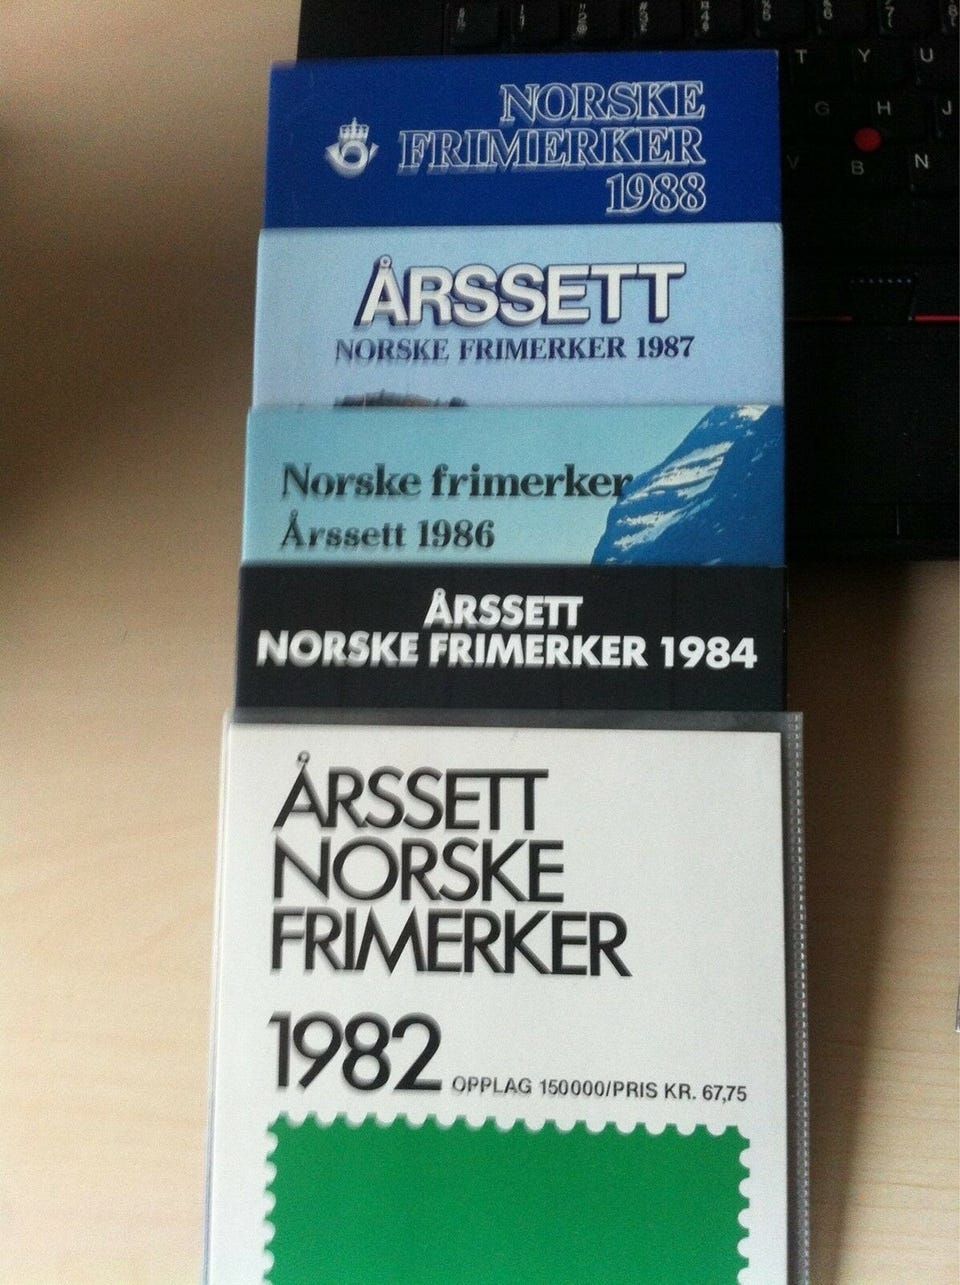 T Y U
G H J
V B N
NORSKE
FRIMERKER
1988
ÅRSSETT
NORSKE FRIMERKER 1987
Norske frimerker
Årssett 1986
ÅRSSETT
NORSKE FRIMERKER 1984
ÅRSSETT
NORSKE
FRIMERKER
1982 OPPLAG 150000/PRIS KR. 67,75